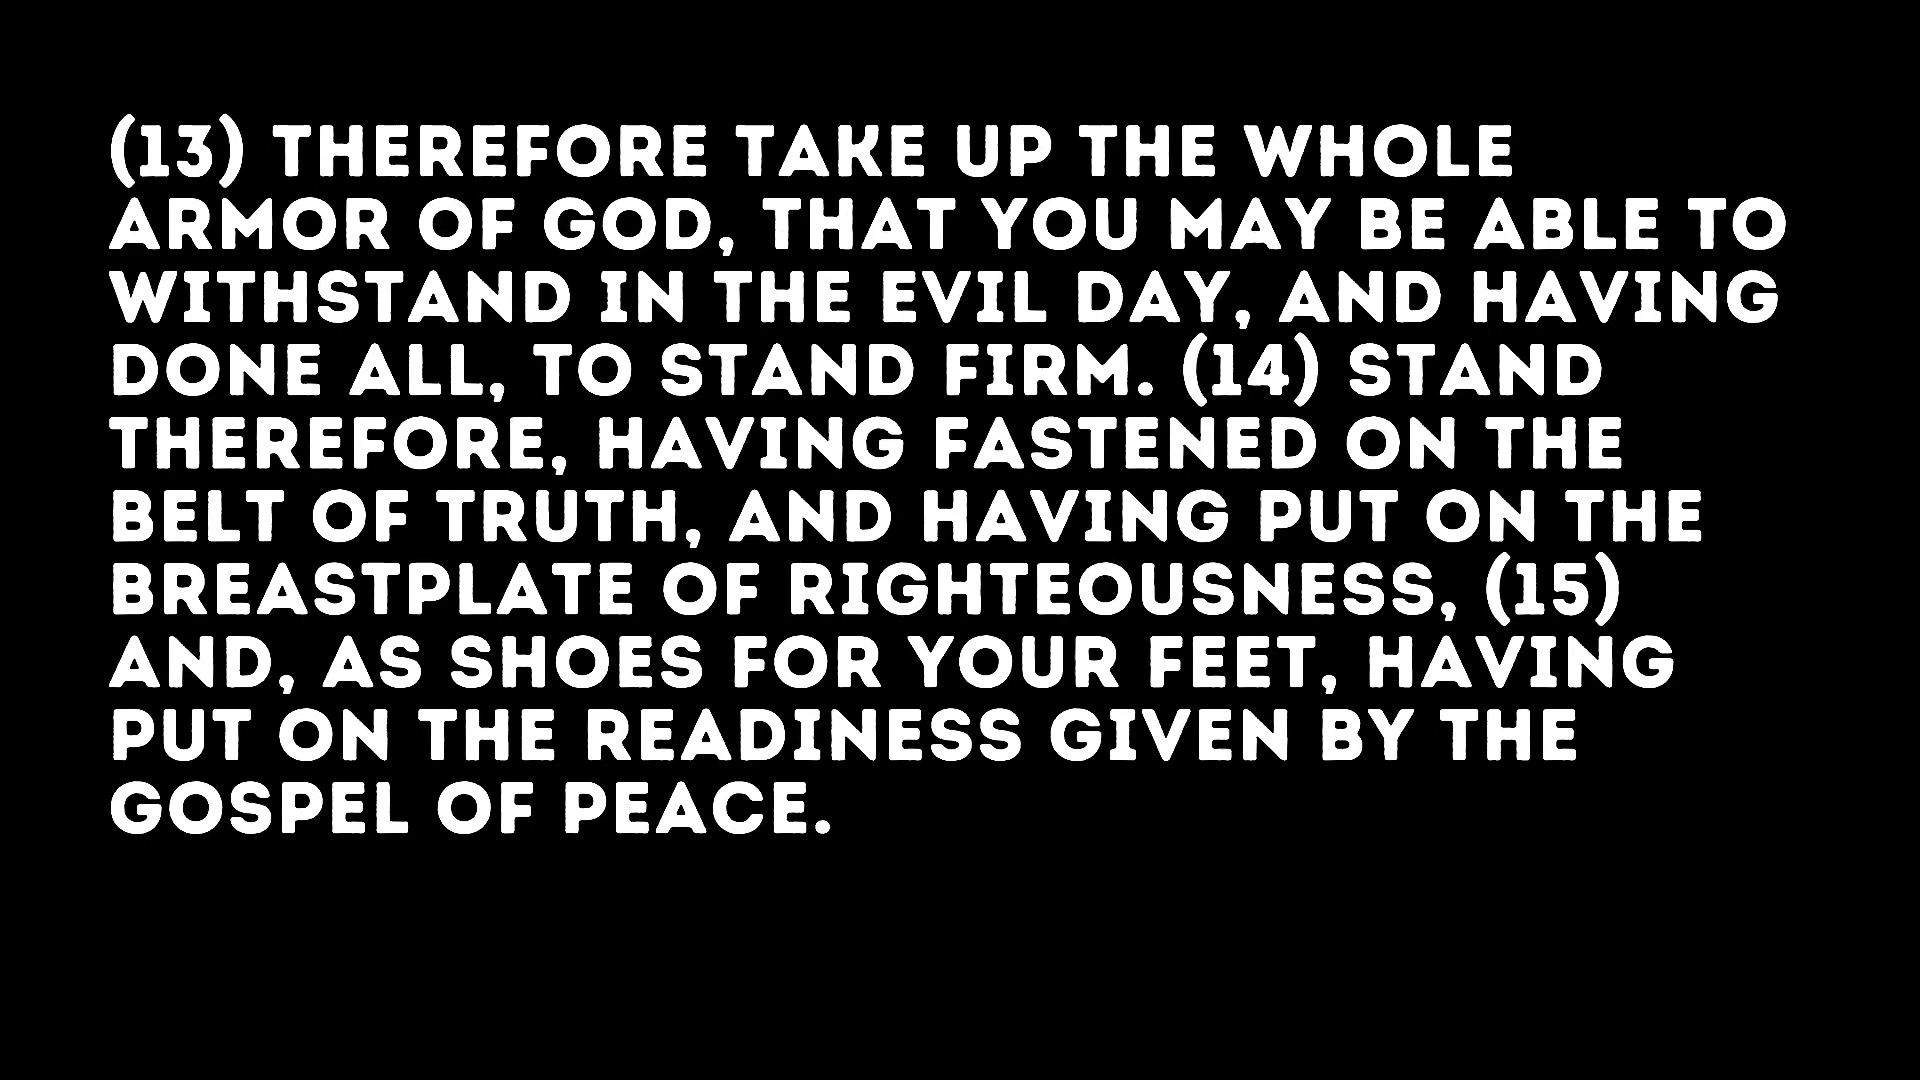 (13) THEREFORE TAKE UP THE WHOLE
ARMOR OF GOD, THAT YOU MAY BE ABLE TO
WITHSTAND IN THE EVIL DAY, AND HAVING
DONE ALL, TO STAND FIRM. (14) STAND
THEREFORE, HAVING FASTENED ON THE
BELT OF TRUTH, AND HAVING PUT ON THE
BREASTPLATE OF RIGHTEOUSNESS, (15)
AND, AS SHOES FOR YOUR FEET, HAVING
PUT ON THE READINESS GIVEN BY THE
GOSPEL OF PEACE.